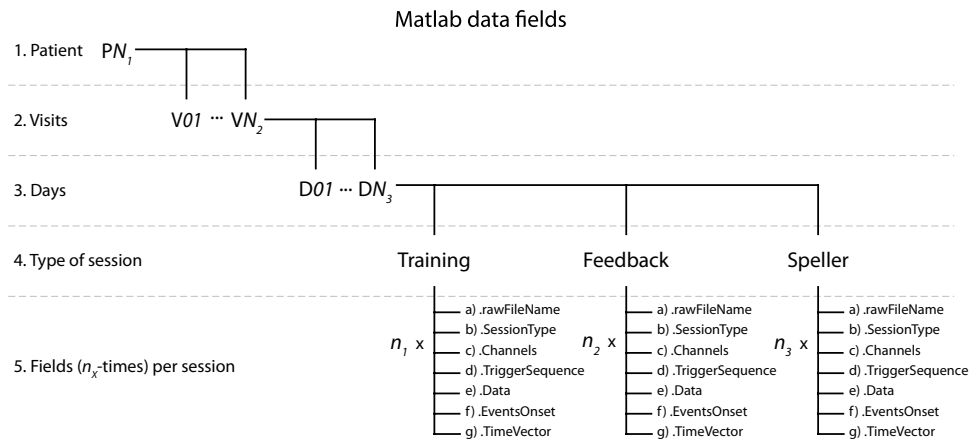 Matlab data fields
1. Patient PN₁
2. Visits V01 ··· VN₂
3. Days D01 ··· DN₃
4. Type of session Training Feedback Speller
a) .rawFileName a) .rawFileName a) .rawFileName
b) .SessionType b) .SessionType b) .SessionType
n₁ x c) .Channels n₂ x c) .Channels n₃ x c) .Channels
5. Fields (nₓ-times) per session d) .TriggerSequence d) .TriggerSequence d) .TriggerSequence
e) .Data e) .Data e) .Data
f) .EventsOnset f) .EventsOnset f) .EventsOnset
g) .TimeVector g) .TimeVector g) .TimeVector